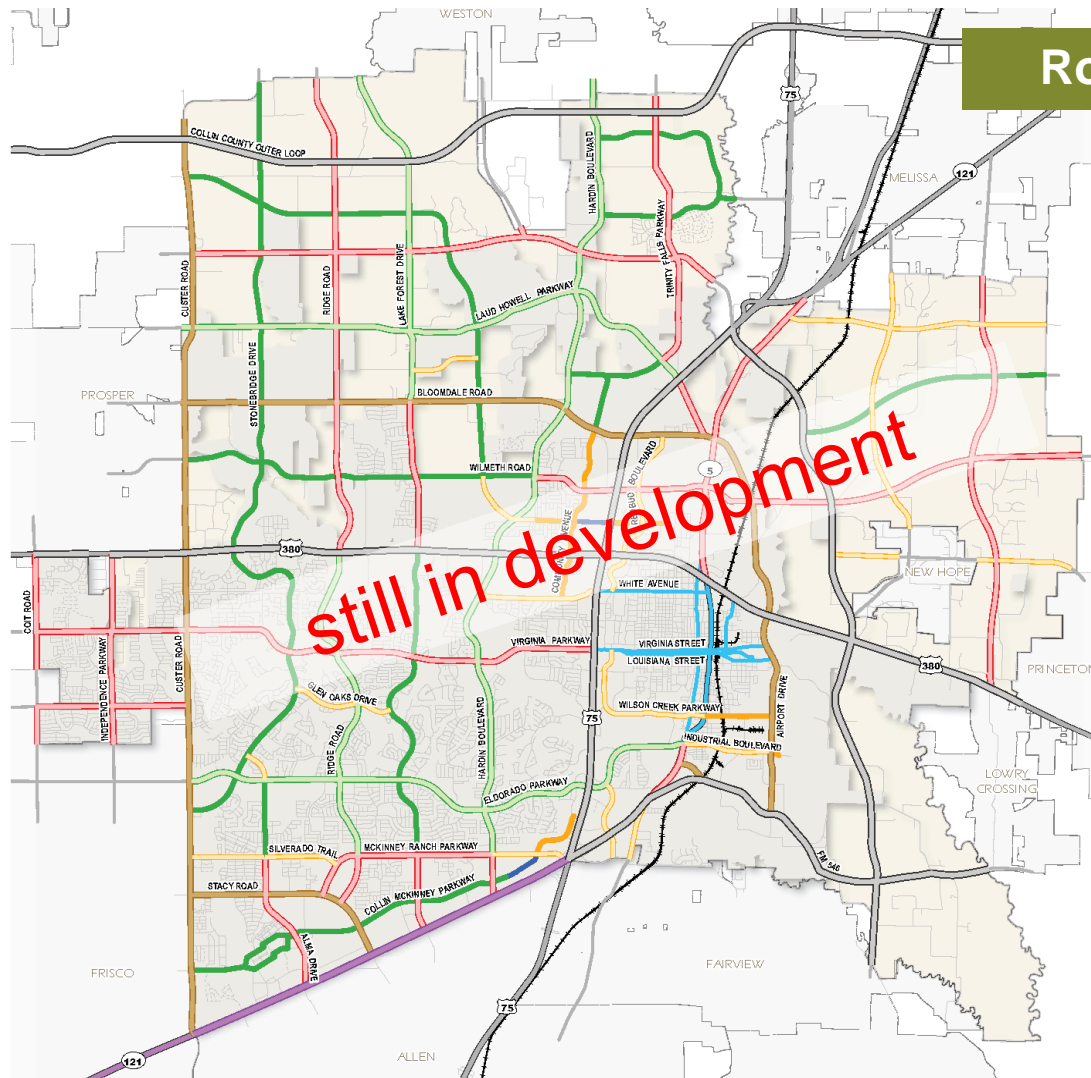 WESTON
Ro
75
COLLIN COUNTY OUTER LOOP
HARDIN BOULEVARD
121
MELISSA
TRINITY FALLS PARKWAY
CUSTER ROAD
RIDGE ROAD
LAKE FOREST DRIVE
LAUD HOWELL PARKWAY
STONEBRIDGE DRIVE
PROSPER
BLOOMDALE ROAD
WILMETH ROAD
5
still in development
380
NEW HOPE
WHITE AVENUE
COIT ROAD
INDEPENDENCE PARKWAY
CUSTER ROAD
VIRGINIA PARKWAY
VIRGINIA STREET
LOUISIANA STREET
380
PRINCETON
GLEN OAKS DRIVE
RIDGE ROAD
HARDIN BOULEVARD
75
WILSON CREEK PARKWAY
AIRPORT DRIVE
INDUSTRIAL BOULEVARD
ELDORADO PARKWAY
LOWRY
CROSSING
SILVERADO TRAIL
MCKINNEY RANCH PARKWAY
FM 546
STACY ROAD
COLLIN MCKINNEY PARKWAY
ALMA DRIVE
FRISCO
FAIRVIEW
75
ALLEN
121